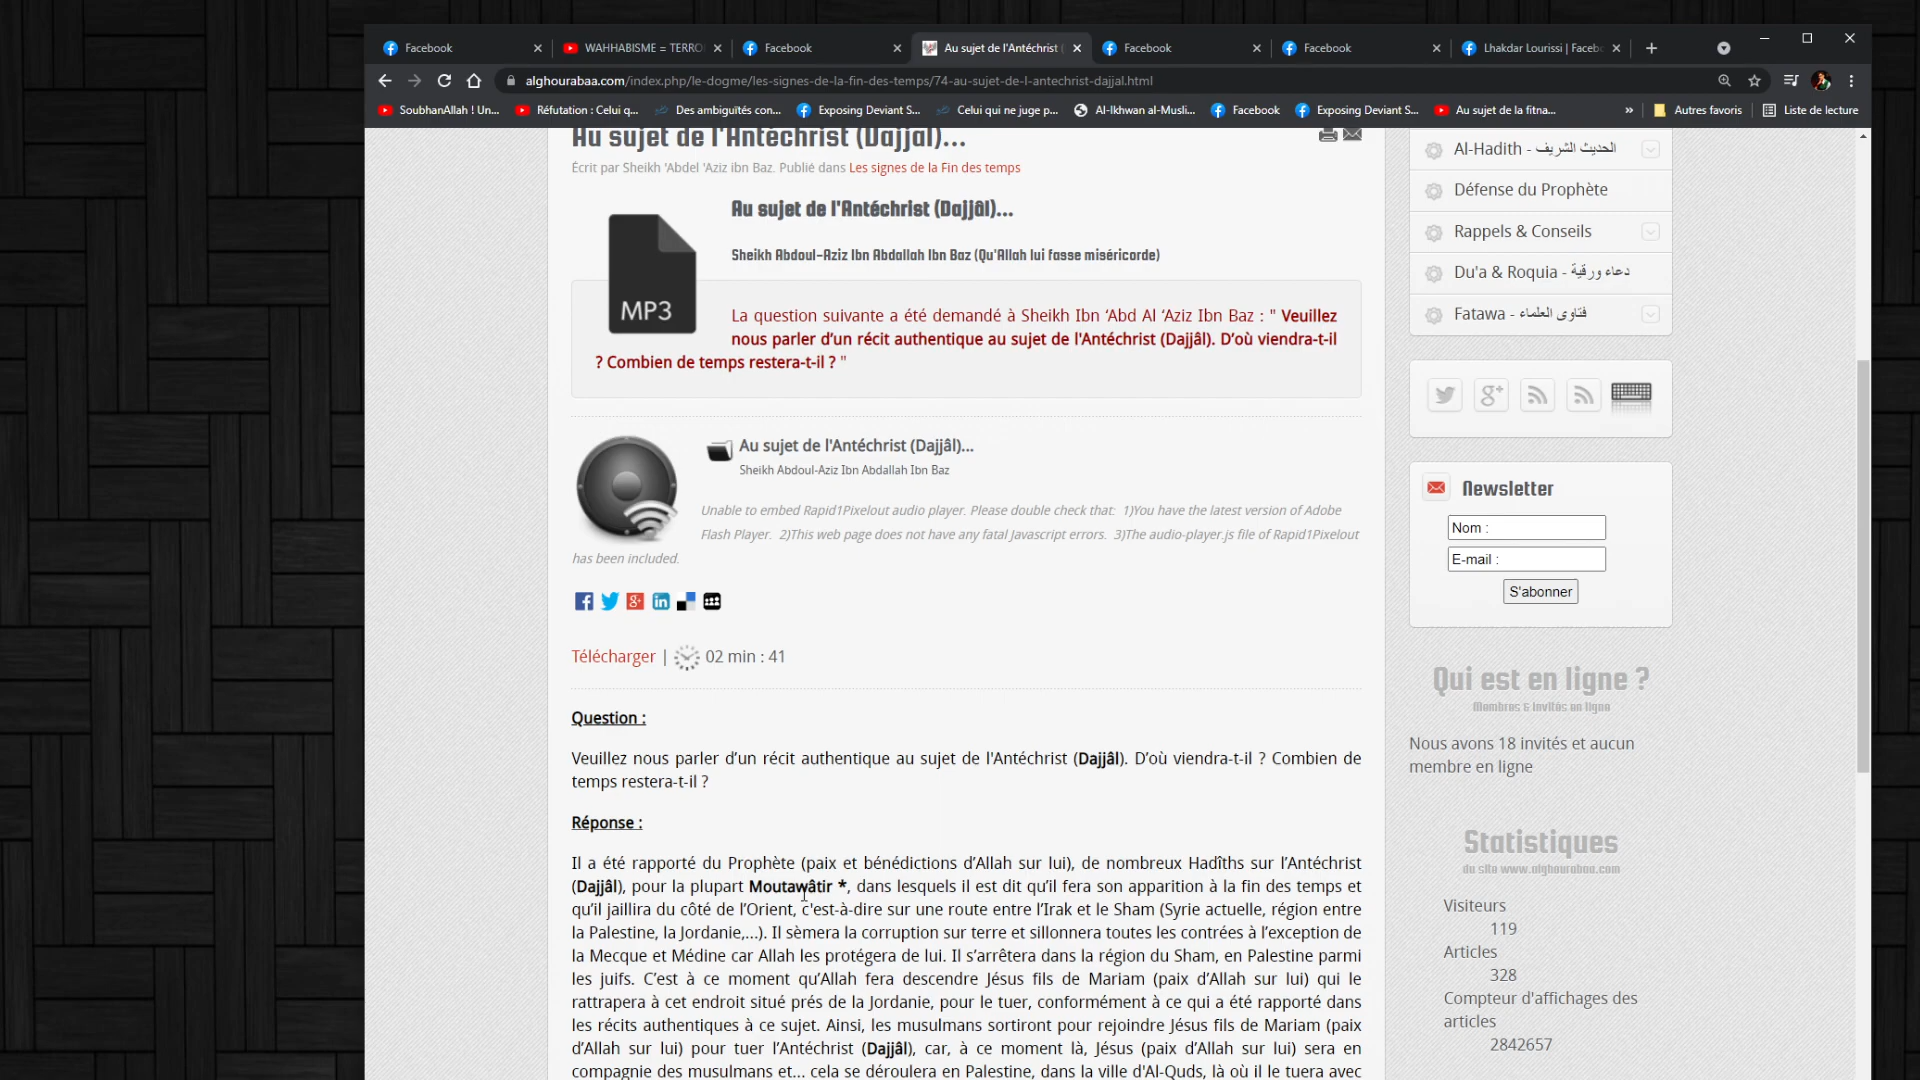 Facebook
WAHHABISME = TERRO
Facebook
Au sujet de l'Antéchrist
Facebook
Facebook
Lhakdar Lourissi | Faceb
alghourabaa.com/index.php/le-dogme/les-signes-de-la-fin-des-temps/74-au-sujet-de-l-antechrist-dajjal.html
SoubhanAllah ! Un...
Réfutation : Celui q...
Des ambiguïtés con...
Exposing Deviant S...
Celui qui ne juge p...
Al-Ikhwan al-Musli...
Facebook
Exposing Deviant S...
Au sujet de la fitna...
»
Autres favoris
Liste de lecture
Au sujet de l'Antéchrist (Dajjâl)...
Écrit par Sheikh 'Abdel 'Aziz ibn Baz. Publié dans Les signes de la Fin des temps
MP3
Au sujet de l'Antéchrist (Dajjâl)...
Sheikh Abdoul-Aziz Ibn Abdallah Ibn Baz (Qu'Allah lui fasse miséricorde)
La question suivante a été demandé à Sheikh Ibn ‘Abd Al ‘Aziz Ibn Baz : " Veuillez
nous parler d’un récit authentique au sujet de l'Antéchrist (Dajjâl). D’où viendra-t-il
? Combien de temps restera-t-il ? "
Au sujet de l'Antéchrist (Dajjâl)...
Sheikh Abdoul-Aziz Ibn Abdallah Ibn Baz
Unable to embed Rapid1Pixelout audio player. Please double check that: 1)You have the latest version of Adobe
Flash Player. 2)This web page does not have any fatal Javascript errors. 3)The audio-player.js file of Rapid1Pixelout
has been included.
Télécharger | 02 min : 41
Question :
Veuillez nous parler d’un récit authentique au sujet de l'Antéchrist (Dajjâl). D’où viendra-t-il ? Combien de
temps restera-t-il ?
Réponse :
Il a été rapporté du Prophète (paix et bénédictions d’Allah sur lui), de nombreux Hadîths sur l’Antéchrist
(Dajjâl), pour la plupart Moutawâtir *, dans lesquels il est dit qu’il fera son apparition à la fin des temps et
qu’il jaillira du côté de l’Orient, c'est-à-dire sur une route entre l’Irak et le Sham (Syrie actuelle, région entre
la Palestine, la Jordanie,...). Il sèmera la corruption sur terre et sillonnera toutes les contrées à l’exception de
la Mecque et Médine car Allah les protégera de lui. Il s’arrêtera dans la région du Sham, en Palestine parmi
les juifs. C’est à ce moment qu’Allah fera descendre Jésus fils de Mariam (paix d’Allah sur lui) qui le
rattrapera à cet endroit situé prés de la Jordanie, pour le tuer, conformément à ce qui a été rapporté dans
les récits authentiques à ce sujet. Ainsi, les musulmans sortiront pour rejoindre Jésus fils de Mariam (paix
d’Allah sur lui) pour tuer l’Antéchrist (Dajjâl), car, à ce moment là, Jésus (paix d’Allah sur lui) sera en
compagnie des musulmans et... cela se déroulera en Palestine, dans la ville d'Al-Quds, là où il le tuera avec
Al-Hadith - الحديث الشريف
Défense du Prophète
Rappels & Conseils
Du'a & Roquia - دعاء ورقية
Fatawa - فتاوى العلماء
Newsletter
Nom :
E-mail :
S'abonner
Qui est en ligne ?
Membres & Invités en ligne
Nous avons 18 invités et aucun
membre en ligne
Statistiques
du site www.alghourabaa.com
Visiteurs
119
Articles
328
Compteur d'affichages des
articles
2842657